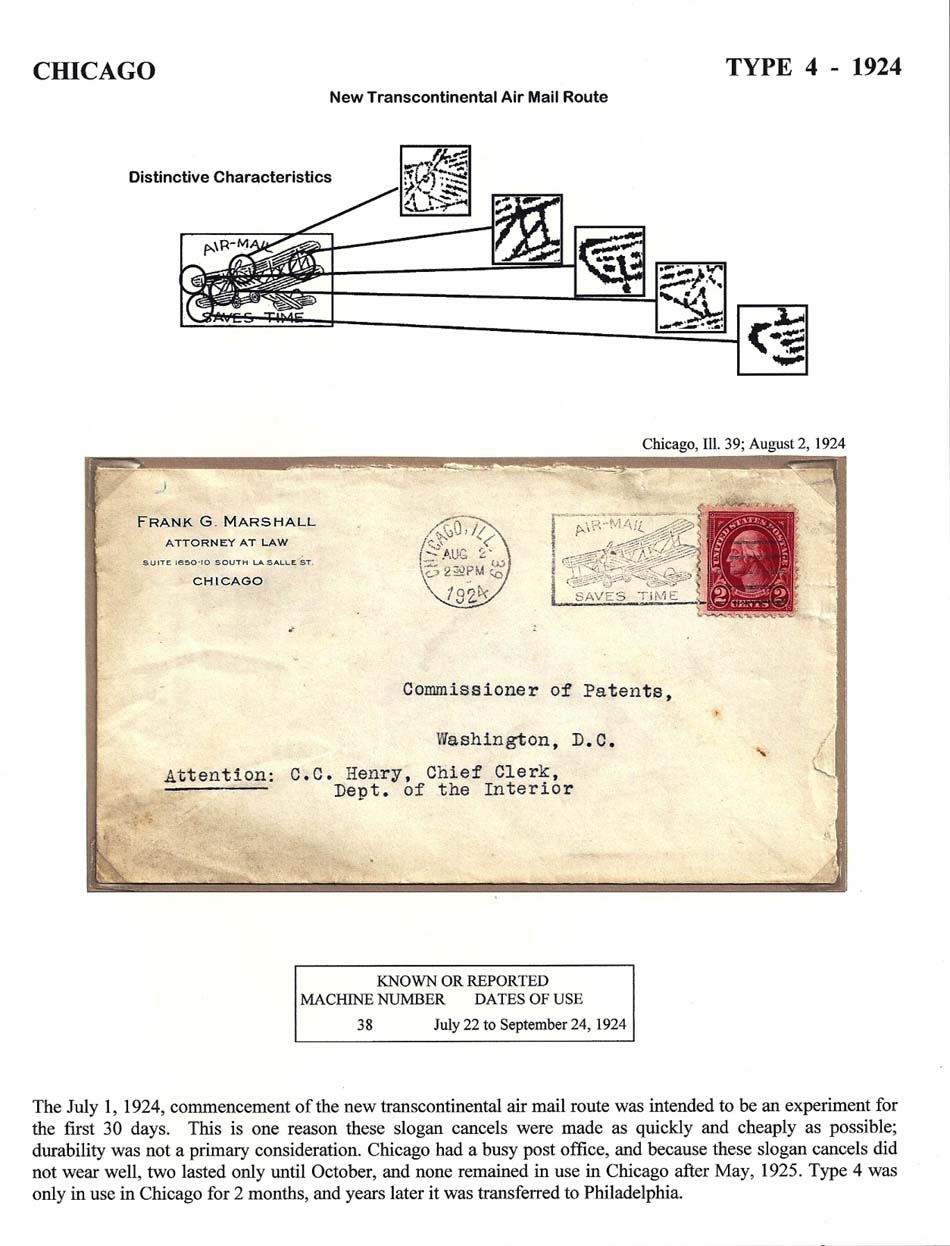 CHICAGO
TYPE 4 - 1924
New Transcontinental Air Mail Route
Distinctive Characteristics
AIR-MAIL
SAVES TIME
Chicago, Ill. 39; August 2, 1924
FRANK G. MARSHALL
ATTORNEY AT LAW
SUITE 1650-10 SOUTH LA SALLE ST.
CHICAGO
CHICAGO, ILL. 39
AUG 2
2 30 PM
1924
AIR-MAIL
SAVES TIME
UNITED STATES POSTAGE
2 CENTS 2
Commissioner of Patents,
Washington, D.C.
Attention: C.C. Henry, Chief Clerk,
Dept. of the Interior
KNOWN OR REPORTED
MACHINE NUMBER DATES OF USE
38 July 22 to September 24, 1924
The July 1, 1924, commencement of the new transcontinental air mail route was intended to be an experiment for
the first 30 days. This is one reason these slogan cancels were made as quickly and cheaply as possible;
durability was not a primary consideration. Chicago had a busy post office, and because these slogan cancels did
not wear well, two lasted only until October, and none remained in use in Chicago after May, 1925. Type 4 was
only in use in Chicago for 2 months, and years later it was transferred to Philadelphia.